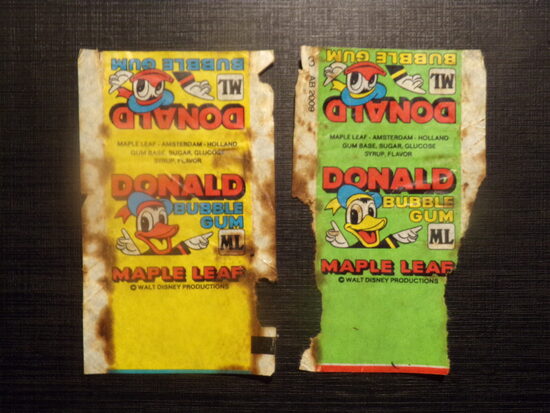 BUBBLE GUM
ML
DONALD
MAPLE LEAF - AMSTERDAM - HOLLAND
GUM BASE, SUGAR, GLUCOSE
SYRUP, FLAVOR
DONALD
BUBBLE
GUM
ML
MAPLE LEAF
© WALT DISNEY PRODUCTIONS
BUBBLE GUM
ML
DONALD
AB 2009
MAPLE LEAF - AMSTERDAM - HOLLAND
GUM BASE, SUGAR, GLUCOSE
SYRUP, FLAVOR
DONALD
BUBBLE
GUM
ML
MAPLE LEAF
© WALT DISNEY PRODUCTIONS